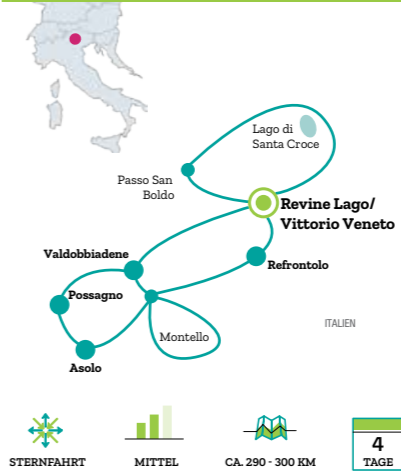 Lago di
Santa Croce
Passo San
Boldo
Revine Lago/
Vittorio Veneto
Valdobbiadene
Refrontolo
Possagno
ITALIEN
Montello
Asolo
STERNFAHRT
MITTEL
CA. 290 - 300 KM
4
TAGE